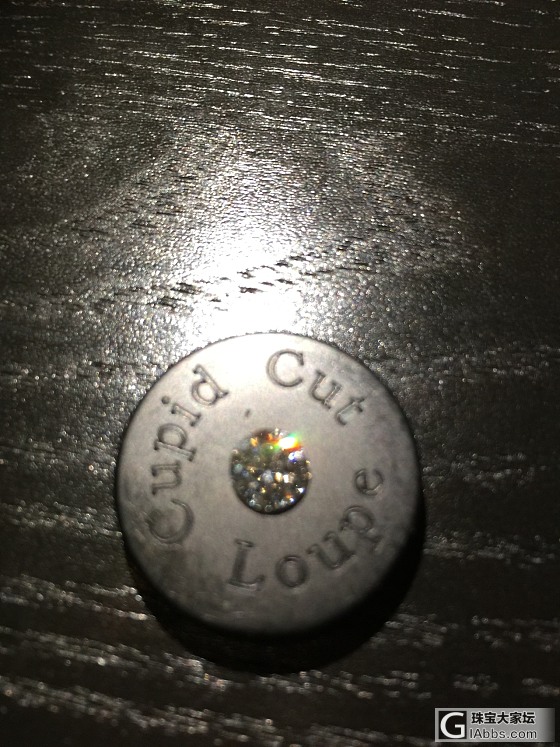 Cupid Cut
Loupe
G 珠宝大家坛
IAbbs.com